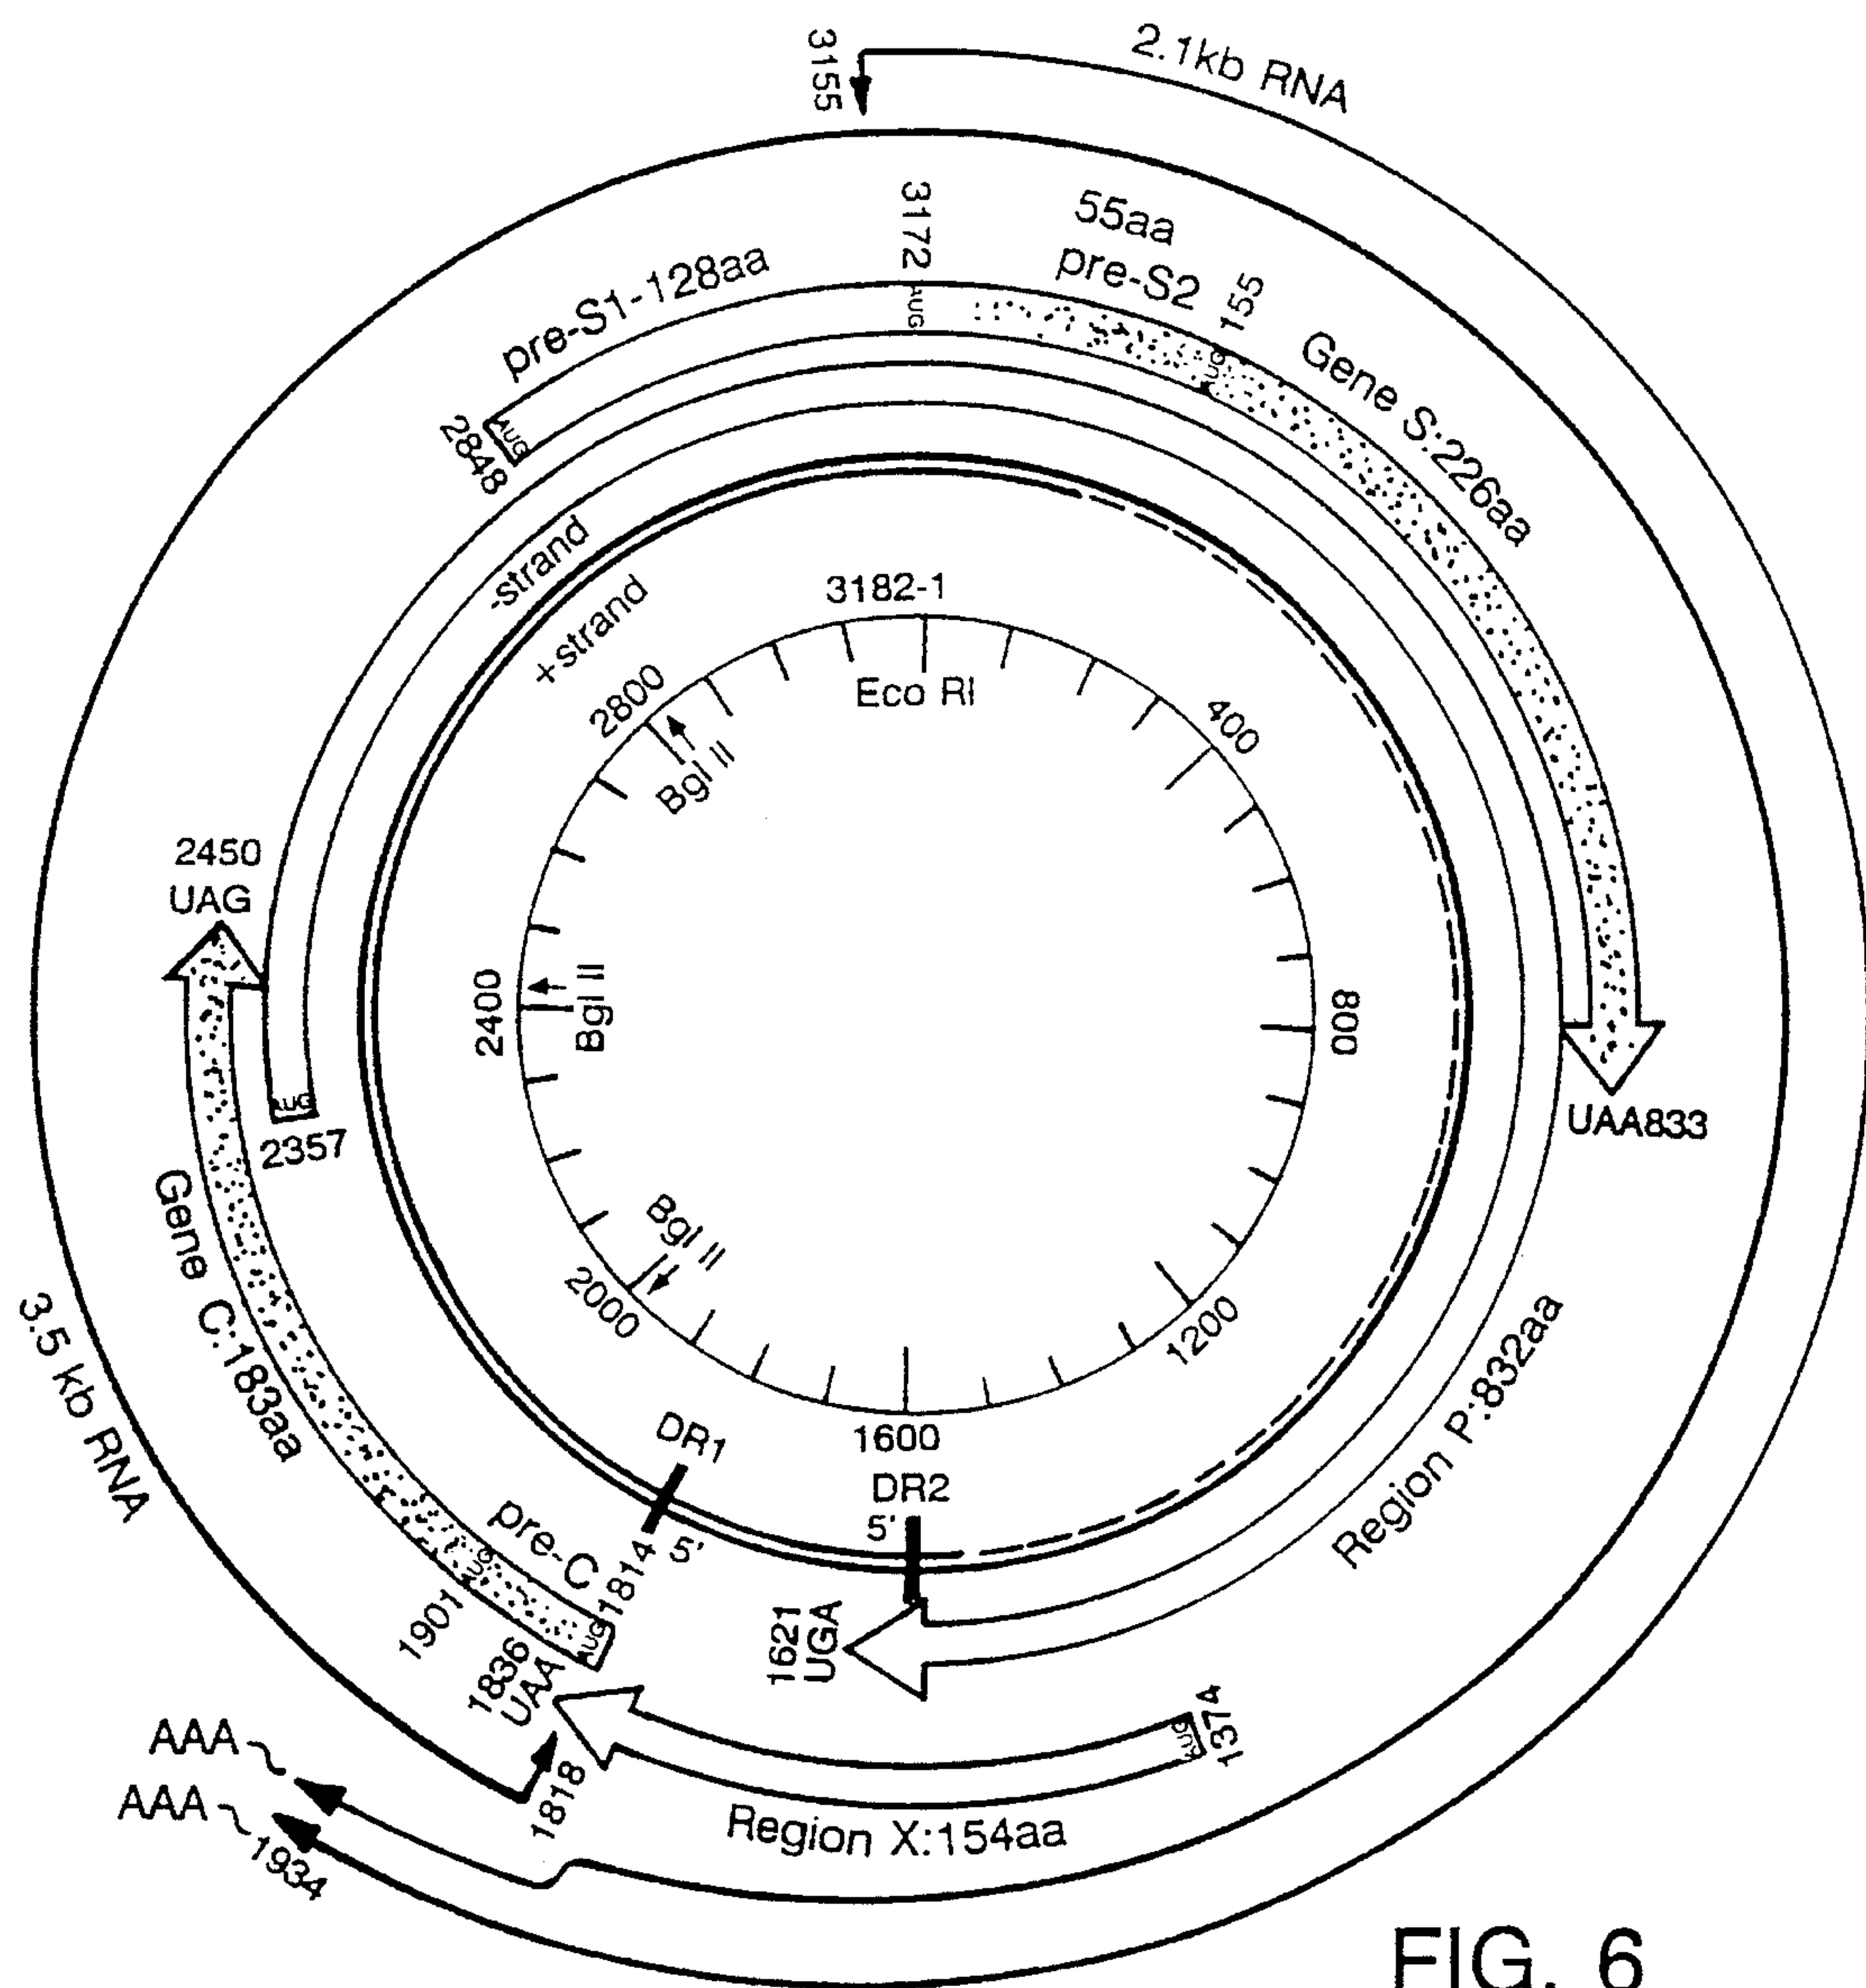 2.1kb RNA
3155
3172
55aa
pre-S2
155
pre-S1-128aa
Gene S:226aa
AUG
AUG
2848
-strand
+strand
3182-1
Eco RI
2800
Bgl II
400
2450
UAG
2400
Bgl II
800
UAA833
AUG
2357
Gene C:183aa
Bgl II
2000
1200
Region P:832aa
3.5 kb RNA
1600
DR1
DR2
5'
5'
pre-C
1814
AUG
AUG
1901
1836
UAA
1621
UGA
1374
AUG
1818
AAA
AAA
1934
Region X:154aa
FIG. 6